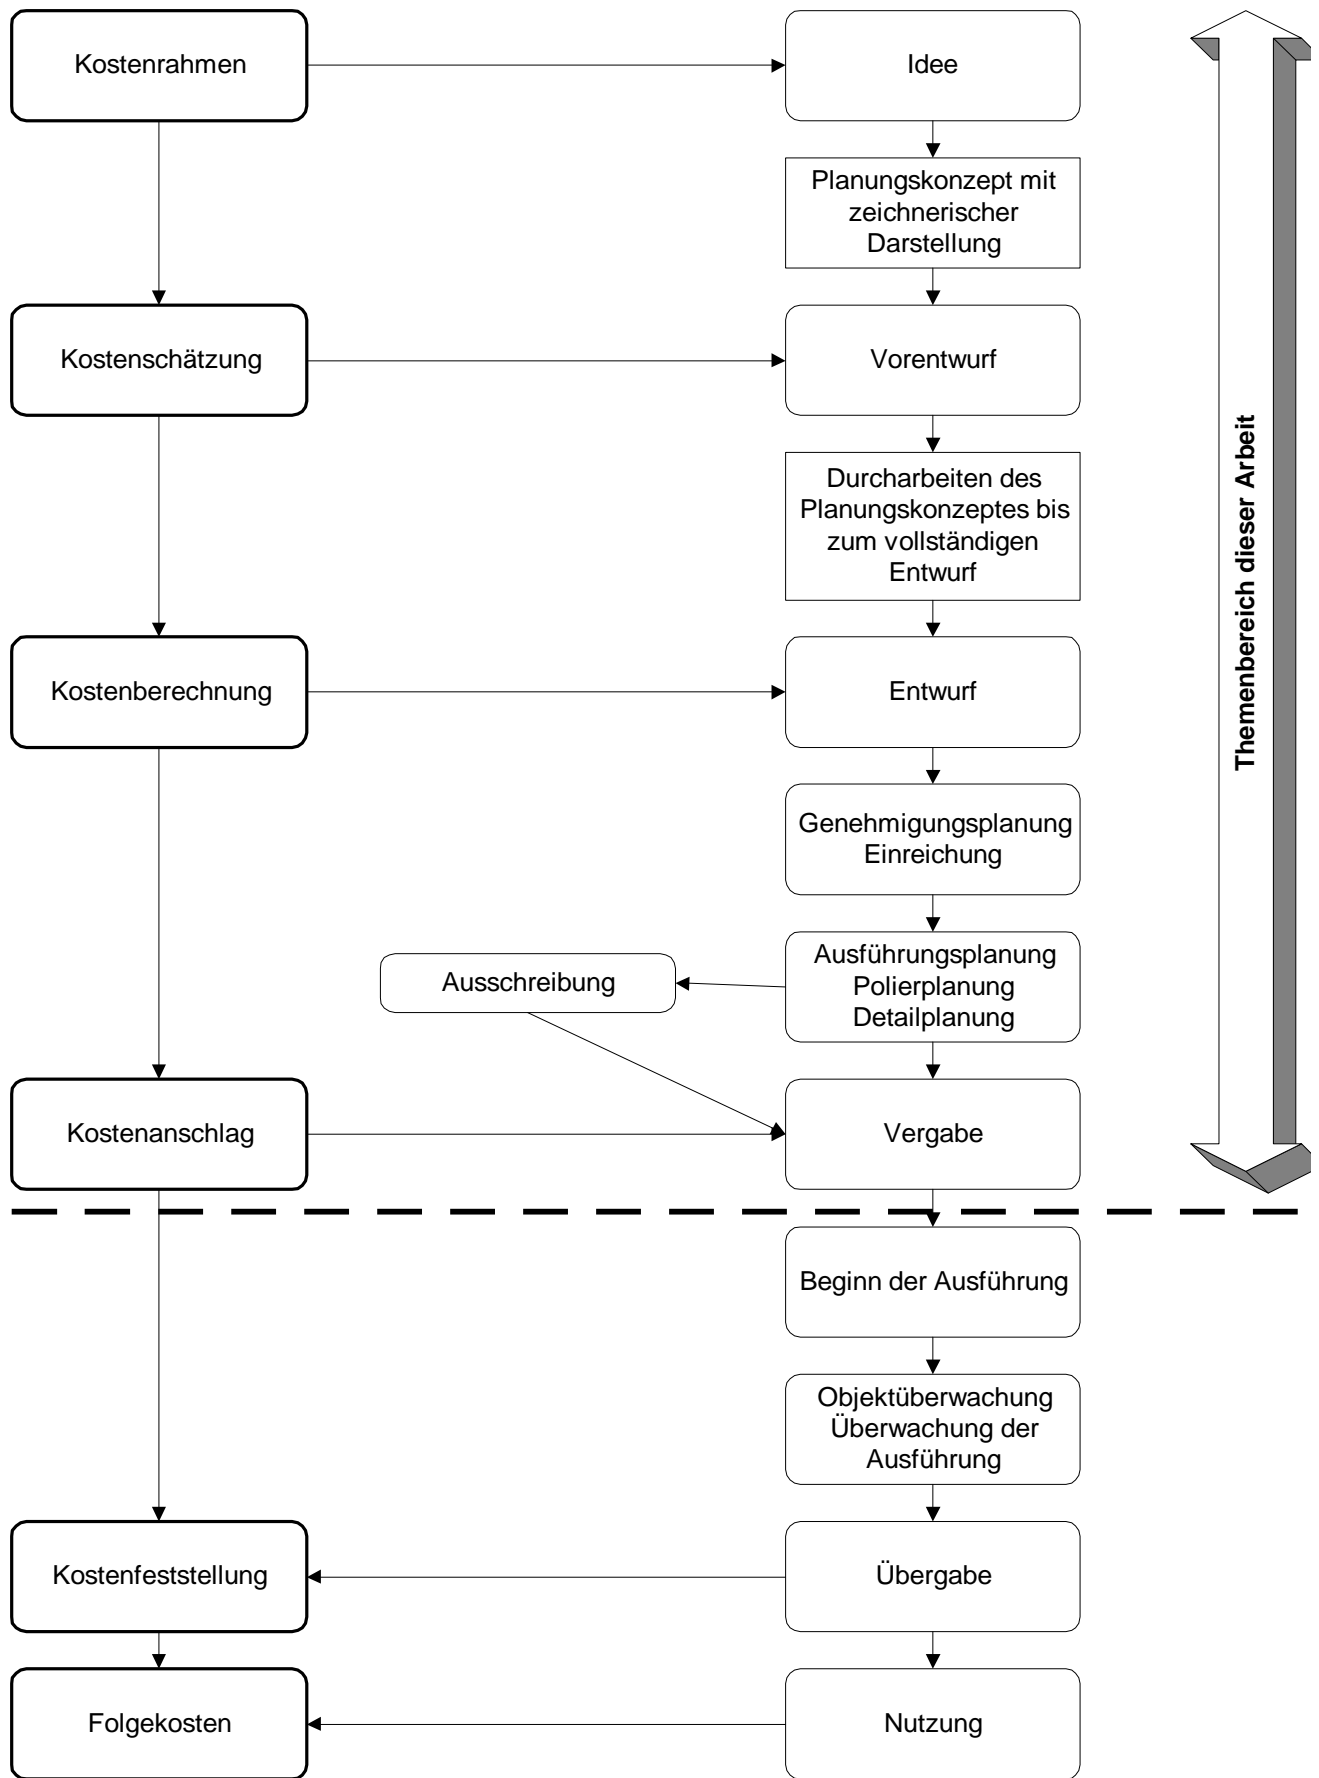 Kostenrahmen
Idee
Planungskonzept mit
zeichnerischer
Darstellung
Kostenschätzung
Vorentwurf
Durcharbeiten des
Planungskonzeptes bis
zum vollständigen
Entwurf
Kostenberechnung
Entwurf
Genehmigungsplanung
Einreichung
Ausführungsplanung
Polierplanung
Detailplanung
Ausschreibung
Kostenanschlag
Vergabe
Beginn der Ausführung
Objektüberwachung
Überwachung der
Ausführung
Kostenfeststellung
Übergabe
Folgekosten
Nutzung
Themenbereich dieser Arbeit